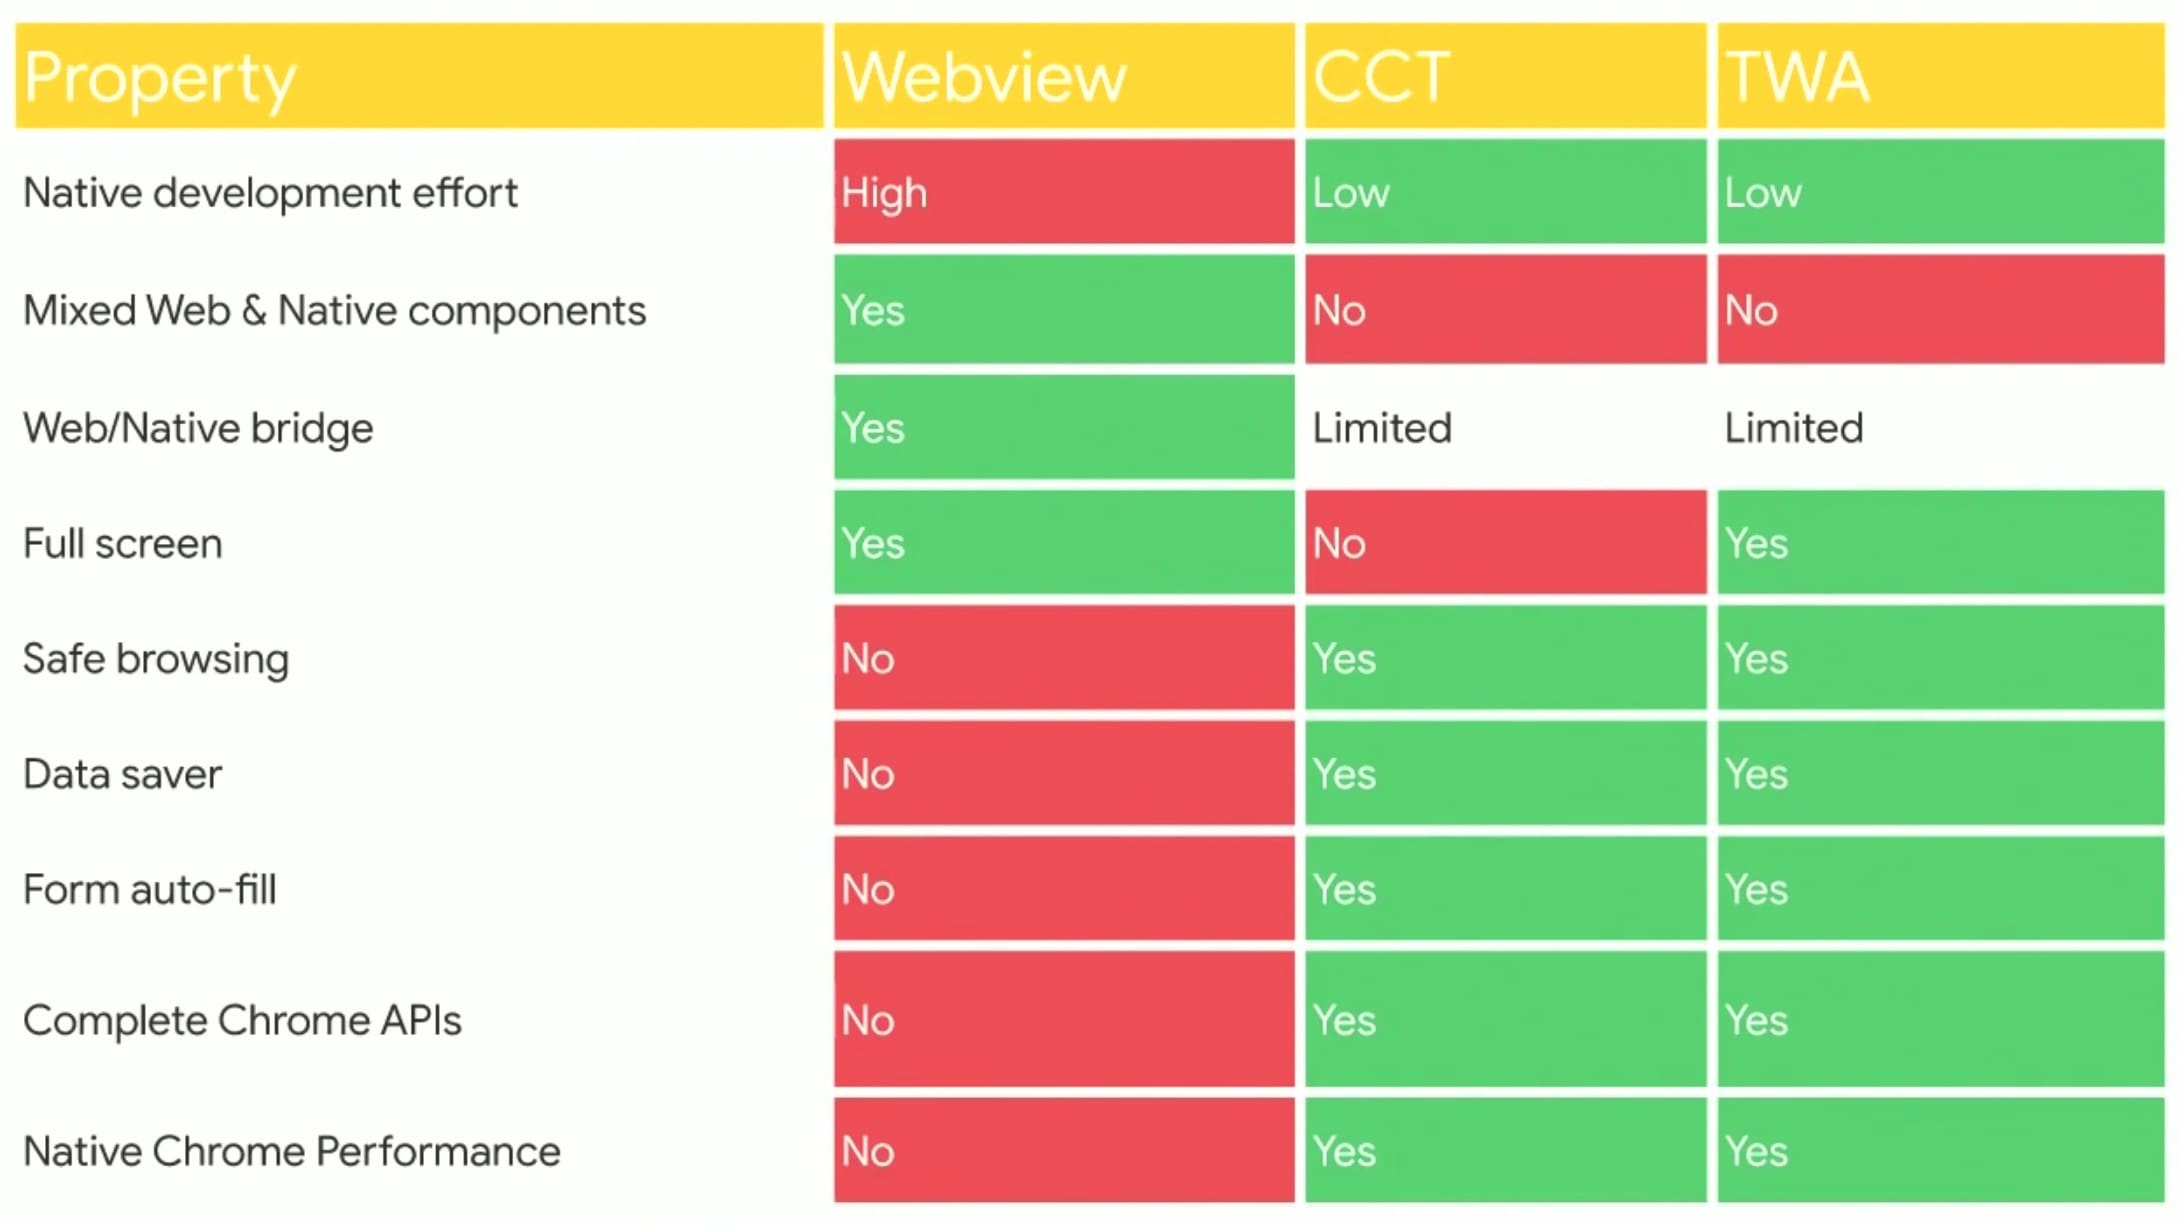 Property Webview CCT TWA
Native development effort High Low Low
Mixed Web & Native components Yes No No
Web/Native bridge Yes Limited Limited
Full screen Yes No Yes
Safe browsing No Yes Yes
Data saver No Yes Yes
Form auto-fill No Yes Yes
Complete Chrome APIs No Yes Yes
Native Chrome Performance No Yes Yes